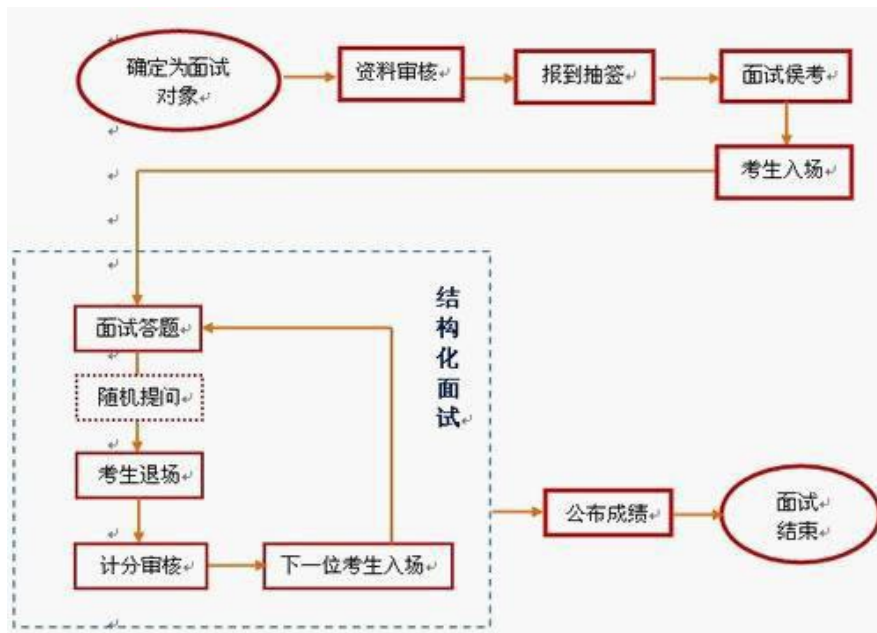 确定为面试
对象
资料审核
报到抽签
面试侯考
考生入场
结构化面试
面试答题
随机提问
考生退场
计分审核
下一位考生入场
公布成绩
面试
结束